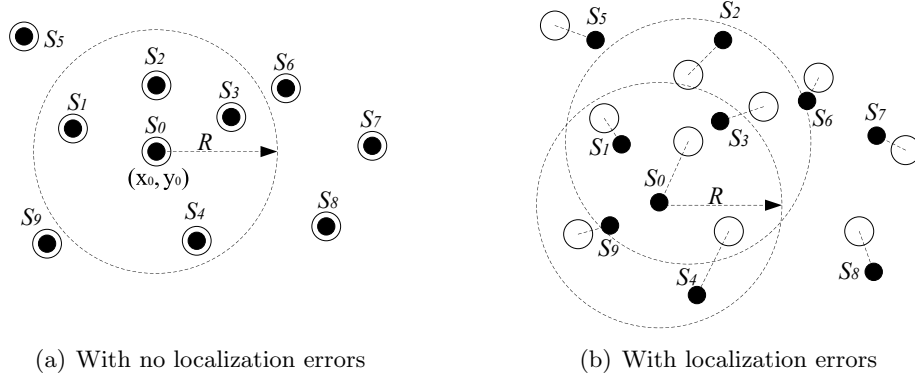 S5
S2
S6
S1
S3
S0
R
S7
(x0, y0)
S9
S4
S8
S5
S2
S6
S7
S3
S1
S0
R
S9
S4
S8
(a) With no localization errors
(b) With localization errors